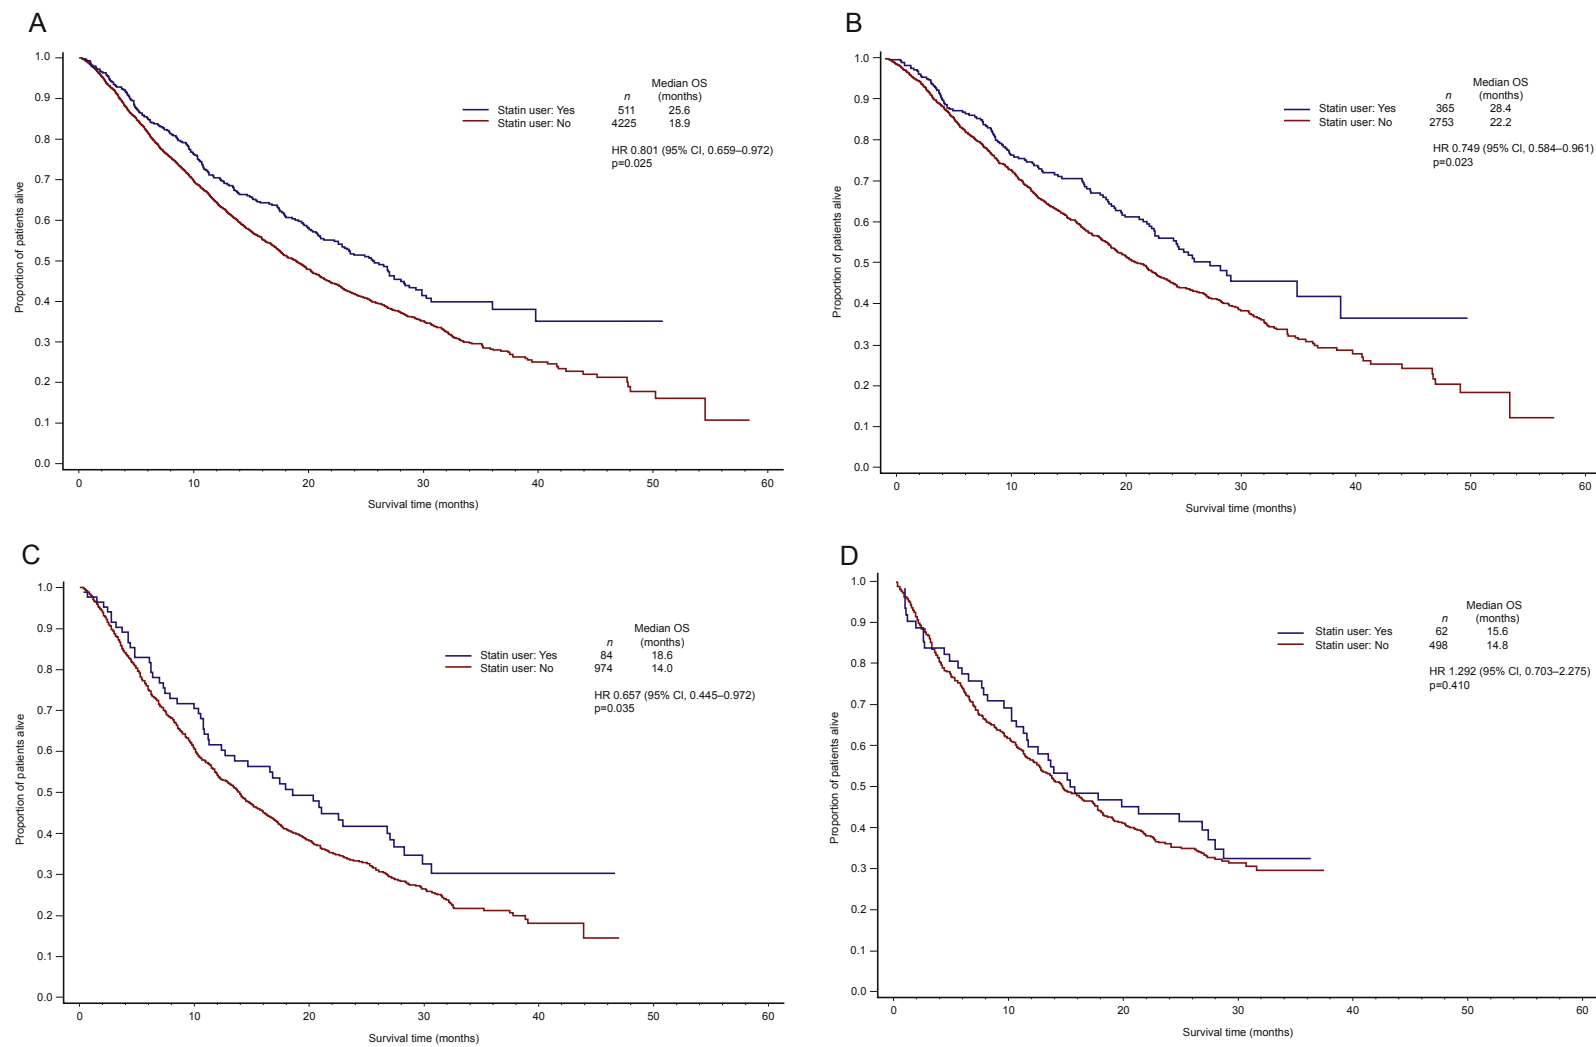 A
Median OS
n (months)
Statin user: Yes 511 25.6
Statin user: No 4225 18.9
HR 0.801 (95% CI, 0.659–0.972)
p=0.025
Proportion of patients alive
1.0
0.9
0.8
0.7
0.6
0.5
0.4
0.3
0.2
0.1
0.0
0 10 20 30 40 50 60
Survival time (months)
B
Median OS
n (months)
Statin user: Yes 365 28.4
Statin user: No 2753 22.2
HR 0.749 (95% CI, 0.584–0.961)
p=0.023
Proportion of patients alive
1.0
0.9
0.8
0.7
0.6
0.5
0.4
0.3
0.2
0.1
0.0
0 10 20 30 40 50 60
Survival time (months)
C
Median OS
n (months)
Statin user: Yes 84 18.6
Statin user: No 974 14.0
HR 0.657 (95% CI, 0.445–0.972)
p=0.035
Proportion of patients alive
1.0
0.9
0.8
0.7
0.6
0.5
0.4
0.3
0.2
0.1
0.0
0 10 20 30 40 50 60
Survival time (months)
D
Median OS
n (months)
Statin user: Yes 62 15.6
Statin user: No 498 14.8
HR 1.292 (95% CI, 0.703–2.275)
p=0.410
Proportion of patients alive
1.0
0.9
0.8
0.7
0.6
0.5
0.4
0.3
0.2
0.1
0.0
0 10 20 30 40 50 60
Survival time (months)